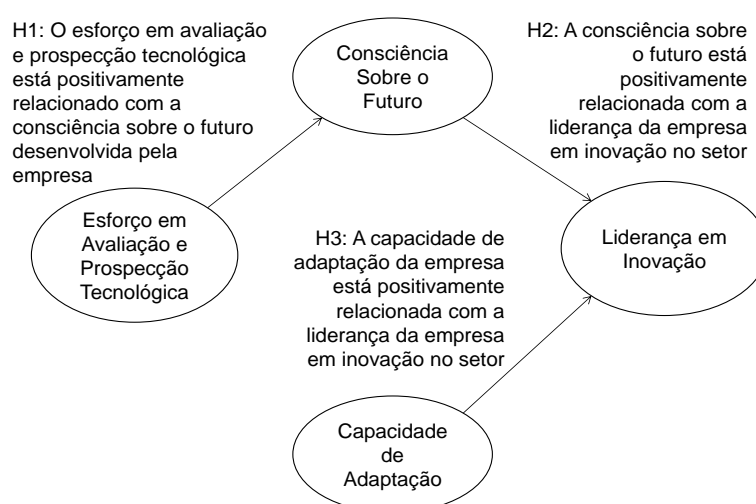 H1: O esforço em avaliação
e prospecção tecnológica
está positivamente
relacionado com a
consciência sobre o futuro
desenvolvida pela
empresa
Consciência
Sobre o
Futuro
H2: A consciência sobre
o futuro está
positivamente
relacionada com a
liderança da empresa
em inovação no setor
Esforço em
Avaliação e
Prospecção
Tecnológica
H3: A capacidade de
adaptação da empresa
está positivamente
relacionada com a
liderança da empresa
em inovação no setor
Liderança em
Inovação
Capacidade
de
Adaptação